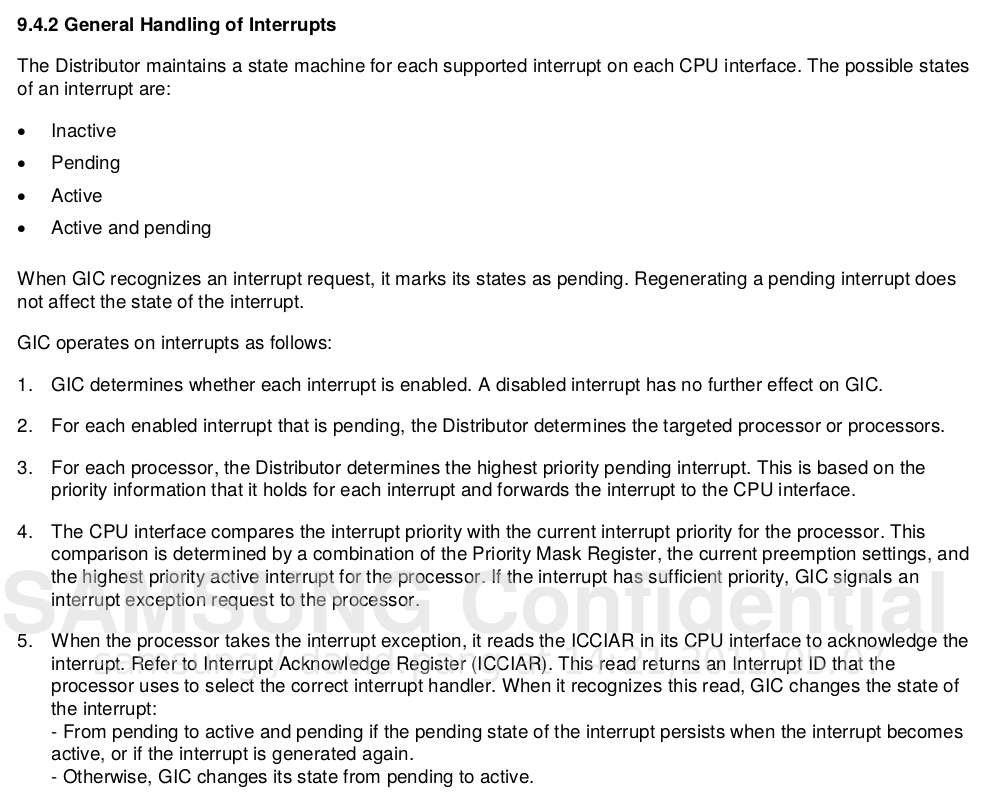 9.4.2 General Handling of Interrupts
The Distributor maintains a state machine for each supported interrupt on each CPU interface. The possible states
of an interrupt are:
• Inactive
• Pending
• Active
• Active and pending
When GIC recognizes an interrupt request, it marks its states as pending. Regenerating a pending interrupt does
not affect the state of the interrupt.
GIC operates on interrupts as follows:
1. GIC determines whether each interrupt is enabled. A disabled interrupt has no further effect on GIC.
2. For each enabled interrupt that is pending, the Distributor determines the targeted processor or processors.
3. For each processor, the Distributor determines the highest priority pending interrupt. This is based on the
priority information that it holds for each interrupt and forwards the interrupt to the CPU interface.
4. The CPU interface compares the interrupt priority with the current interrupt priority for the processor. This
comparison is determined by a combination of the Priority Mask Register, the current preemption settings, and
the highest priority active interrupt for the processor. If the interrupt has sufficient priority, GIC signals an
interrupt exception request to the processor.
SAMSUNG Confidential
5. When the processor takes the interrupt exception, it reads the ICCIAR in its CPU interface to acknowledge the
interrupt. Refer to Interrupt Acknowledge Register (ICCIAR). This read returns an Interrupt ID that the
processor uses to select the correct interrupt handler. When it recognizes this read, GIC changes the state of
the interrupt:
- From pending to active and pending if the pending state of the interrupt persists when the interrupt becomes
active, or if the interrupt is generated again.
- Otherwise, GIC changes its state from pending to active.